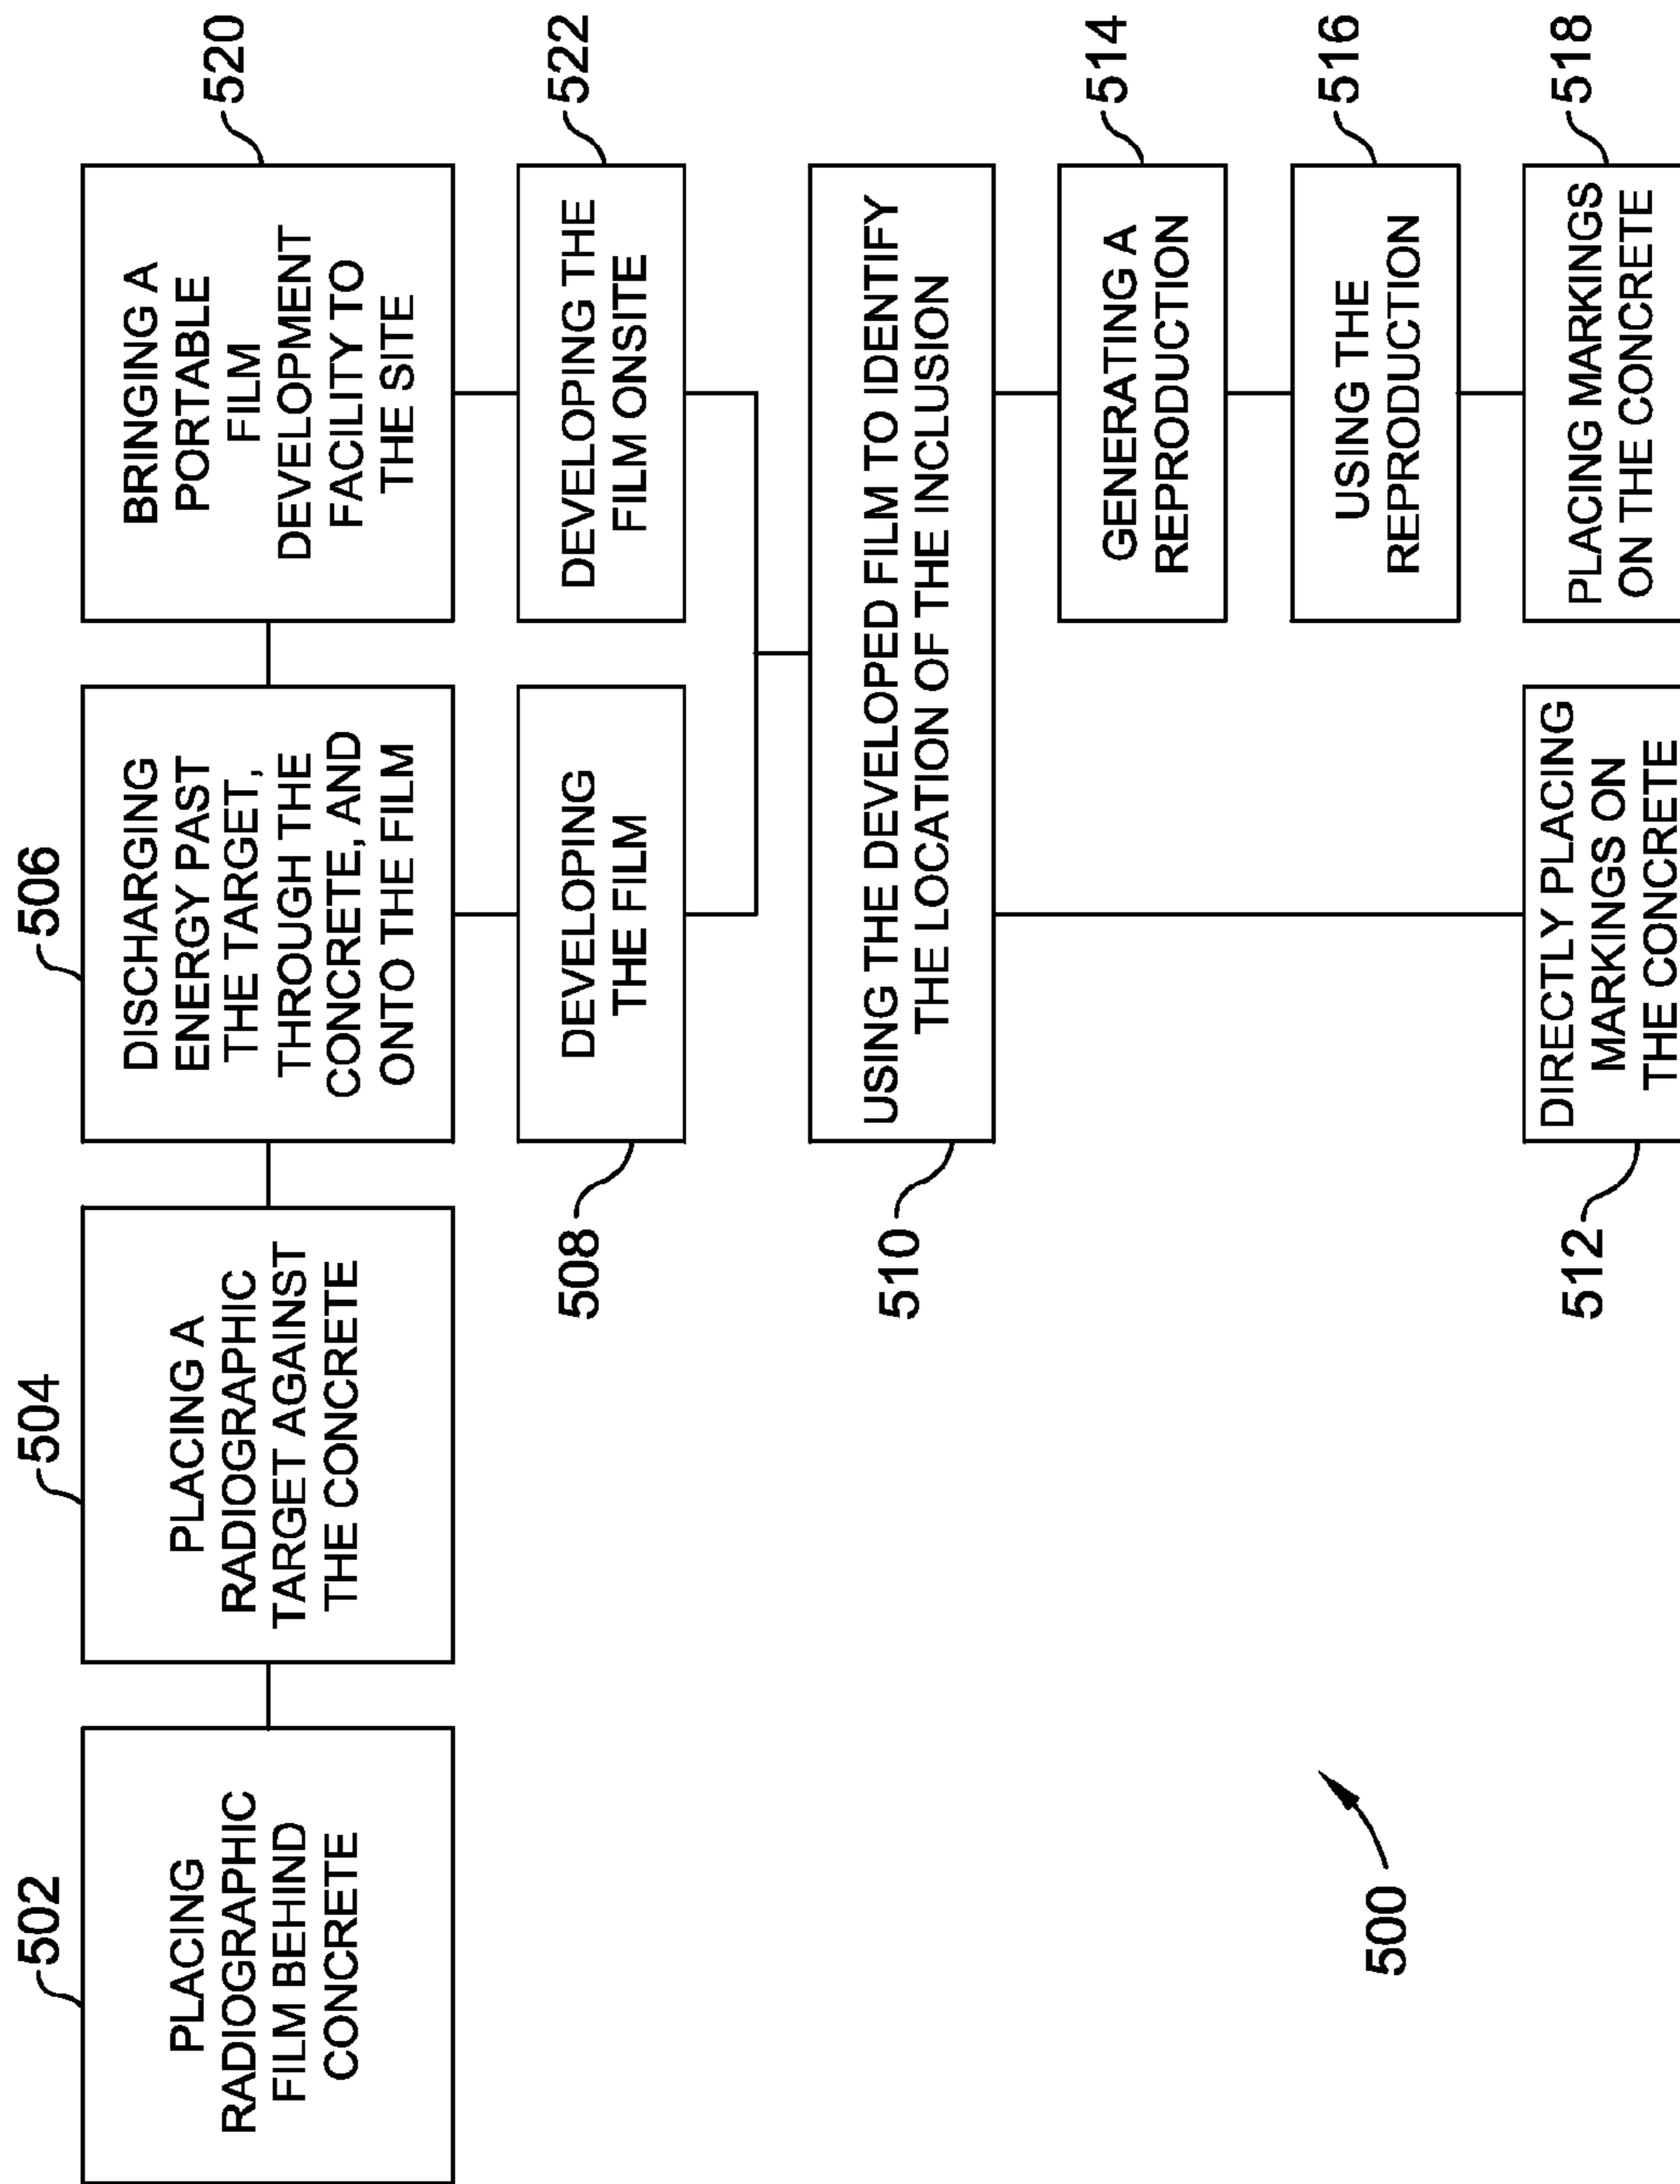 502
PLACING
RADIOGRAPHIC
FILM BEHIND
CONCRETE
504
PLACING A
RADIOGRAPHIC
TARGET AGAINST
THE CONCRETE
506
DISCHARGING
ENERGY PAST
THE TARGET,
THROUGH THE
CONCRETE, AND
ONTO THE FILM
520
BRINGING A
PORTABLE
FILM
DEVELOPMENT
FACILITY TO
THE SITE
508
DEVELOPING
THE FILM
522
DEVELOPING THE
FILM ONSITE
510
USING THE DEVELOPED FILM TO IDENTIFY
THE LOCATION OF THE INCLUSION
514
GENERATING A
REPRODUCTION
516
USING THE
REPRODUCTION
512
DIRECTLY PLACING
MARKINGS ON
THE CONCRETE
518
PLACING MARKINGS
ON THE CONCRETE
500